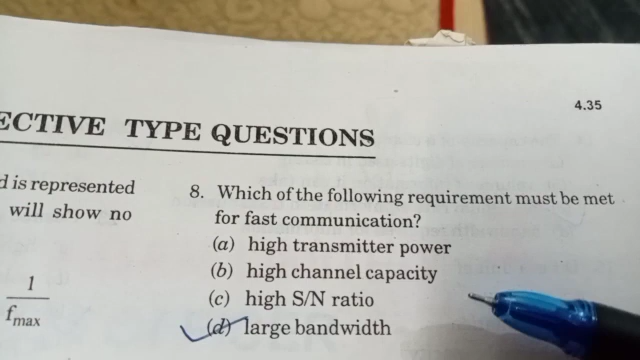 4.35
ECTIVE TYPE QUESTIONS
d is represented
will show no
1
f_max
8. Which of the following requirement must be met
for fast communication?
(a) high transmitter power
(b) high channel capacity
(c) high S/N ratio
(d) large bandwidth